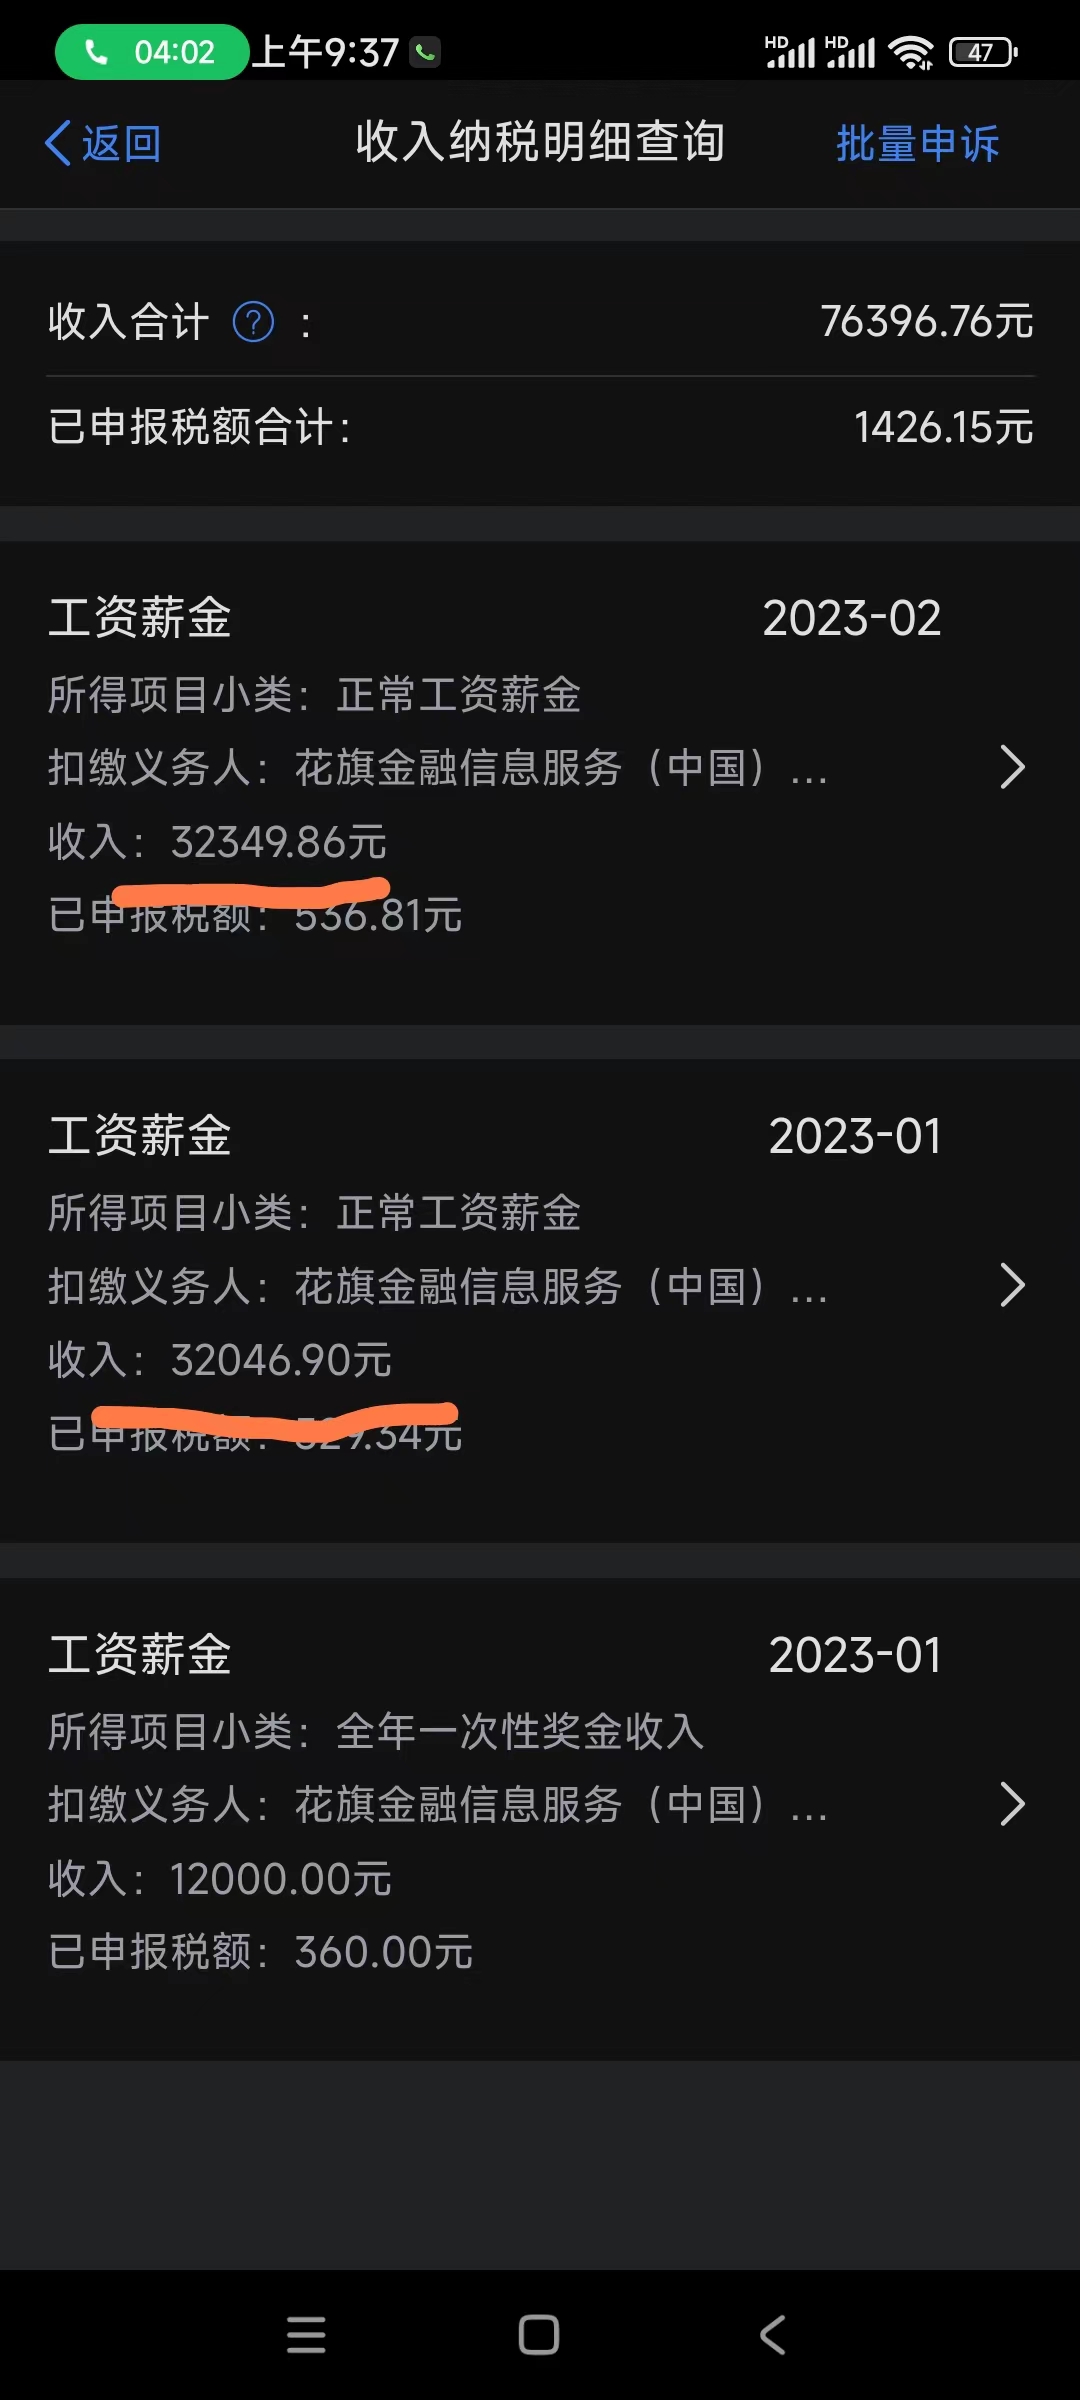 04:02 上午9:37 HD HD 47
返回 收入纳税明细查询 批量申诉
收入合计 ? : 76396.76元
已申报税额合计: 1426.15元
工资薪金 2023-02
所得项目小类: 正常工资薪金
扣缴义务人: 花旗金融信息服务（中国）...
收入: 32349.86元
已申报税额: 536.81元
工资薪金 2023-01
所得项目小类: 正常工资薪金
扣缴义务人: 花旗金融信息服务（中国）...
收入: 32046.90元
已申报税额: 529.34元
工资薪金 2023-01
所得项目小类: 全年一次性奖金收入
扣缴义务人: 花旗金融信息服务（中国）...
收入: 12000.00元
已申报税额: 360.00元